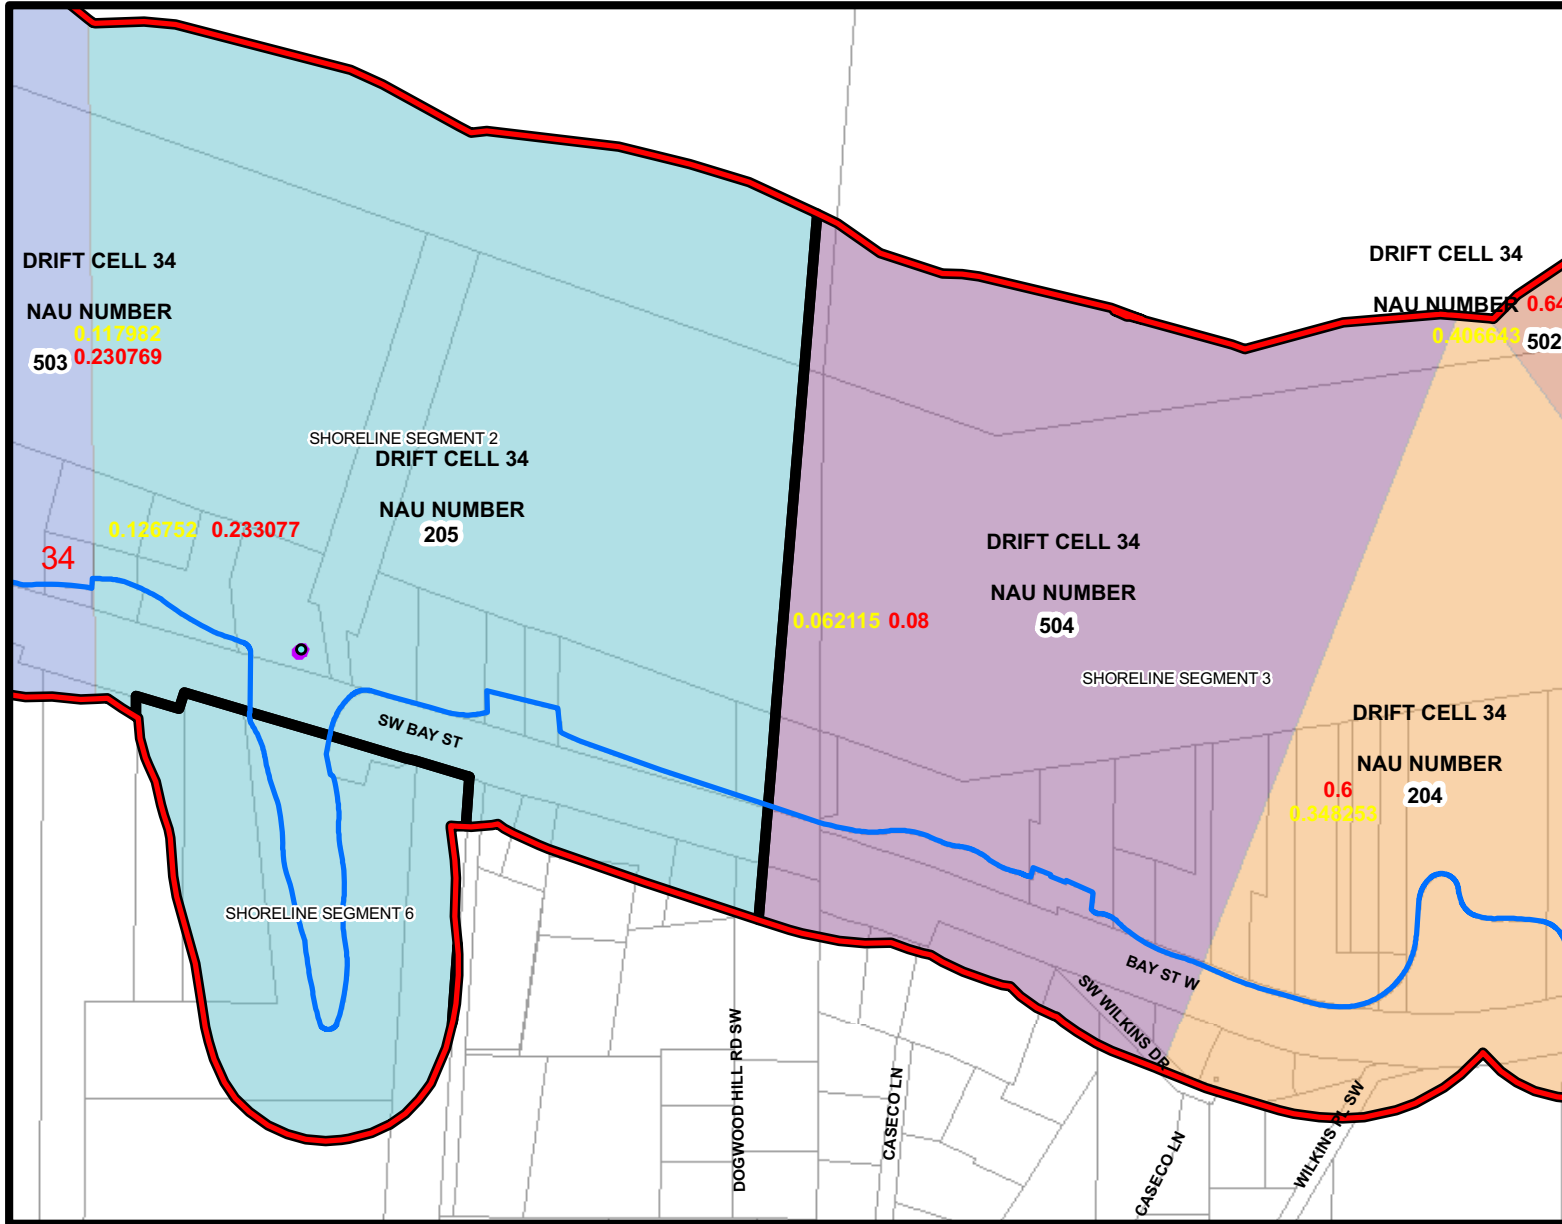 DRIFT CELL 34
NAU NUMBER
0.117982
503 0.230769
DRIFT CELL 34
NAU NUMBER 0.64
0.406643 502
SHORELINE SEGMENT 2
DRIFT CELL 34
NAU NUMBER
205
0.126752 0.233077
34
DRIFT CELL 34
NAU NUMBER
504
0.062115 0.08
SHORELINE SEGMENT 3
DRIFT CELL 34
NAU NUMBER
204
0.6
0.348253
SW BAY ST
SHORELINE SEGMENT 6
BAY ST W
SW WILKINS DR
DOGWOOD HILL RD SW
CASECO LN
CASECO LN
WILKINS PL SW